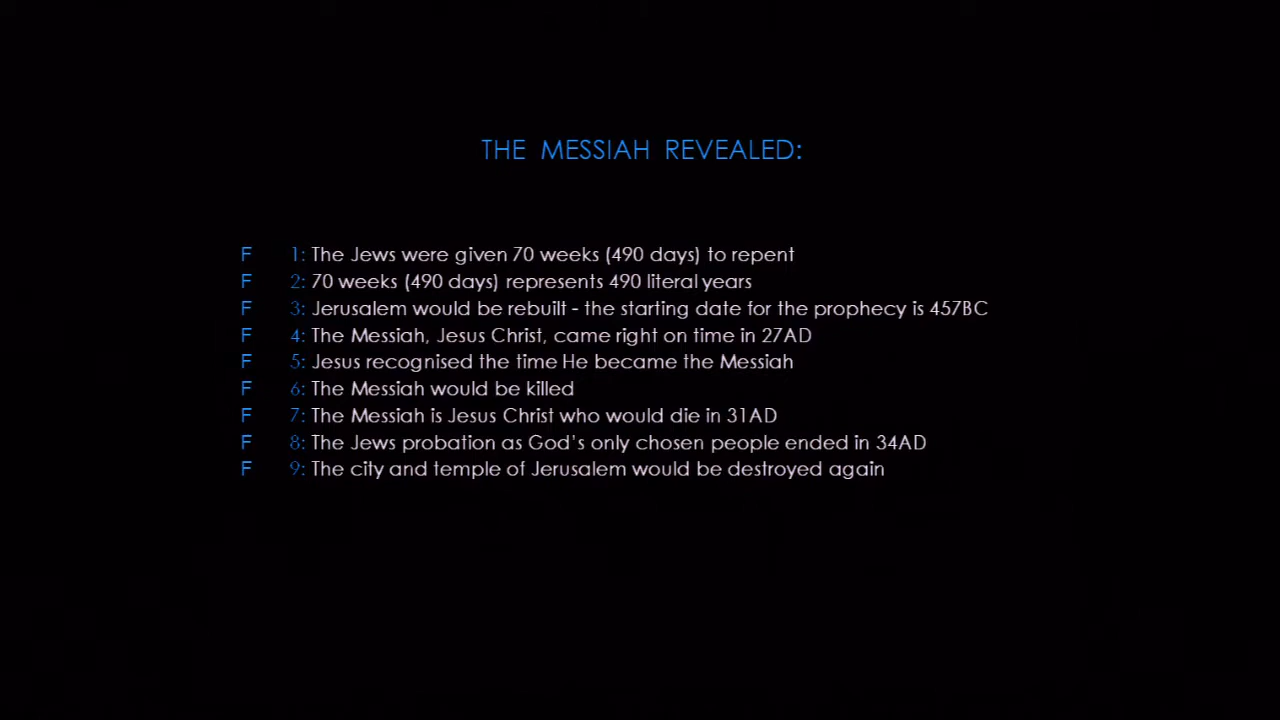 THE MESSIAH REVEALED:
F 1: The Jews were given 70 weeks (490 days) to repent
F 2: 70 weeks (490 days) represents 490 literal years
F 3: Jerusalem would be rebuilt - the starting date for the prophecy is 457BC
F 4: The Messiah, Jesus Christ, came right on time in 27AD
F 5: Jesus recognised the time He became the Messiah
F 6: The Messiah would be killed
F 7: The Messiah is Jesus Christ who would die in 31AD
F 8: The Jews probation as God's only chosen people ended in 34AD
F 9: The city and temple of Jerusalem would be destroyed again